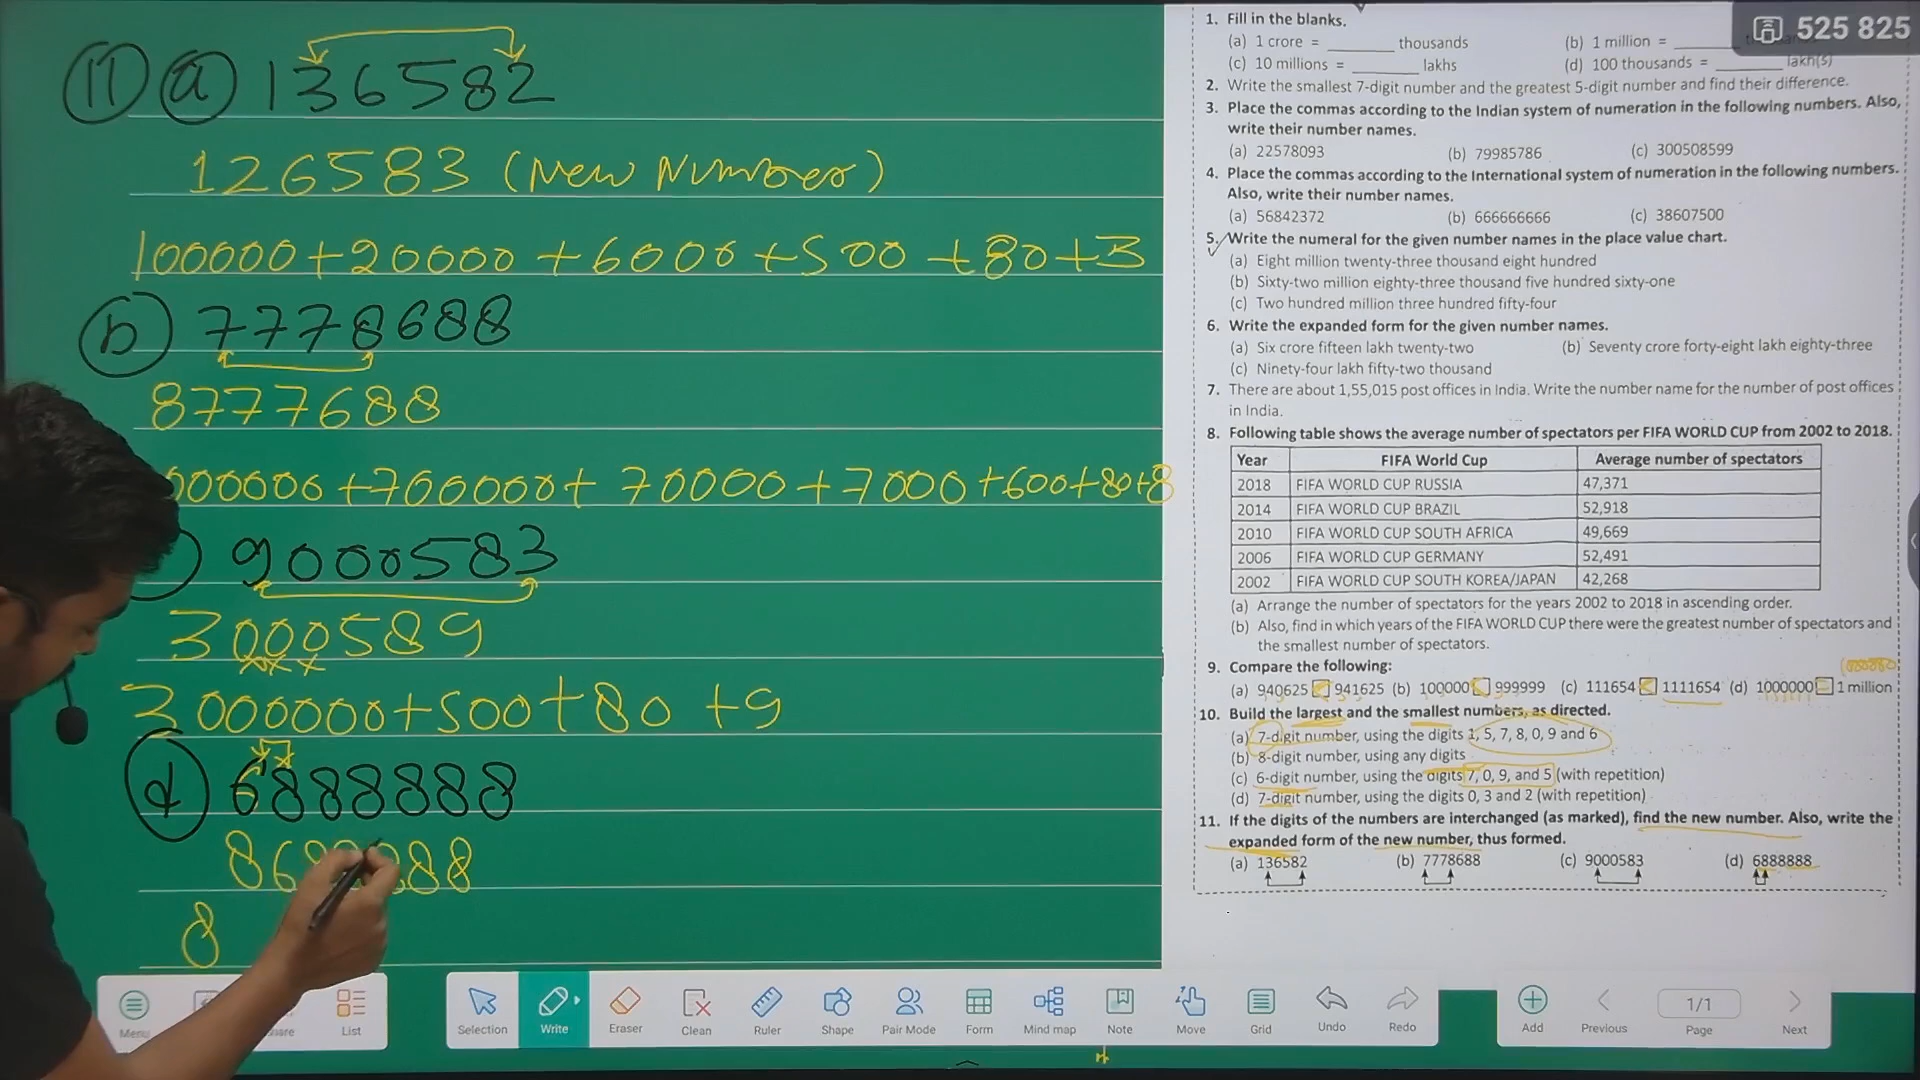 11 a 136582
126583 (New Number)
100000+20000+6000+500+80+3
b 7778688
8777688
000000+700000+70000+7000+600+80+8
9000583
3000589
3000000+500+80+9
d 6888888
8688888
8
525 825
1. Fill in the blanks.
(a) 1 crore = ______ thousands (b) 1 million = ______
(c) 10 millions = ______ lakhs (d) 100 thousands = ______ lakh(s)
2. Write the smallest 7-digit number and the greatest 5-digit number and find their difference.
3. Place the commas according to the Indian system of numeration in the following numbers. Also,
write their number names.
(a) 22578093 (b) 79985786 (c) 300508599
4. Place the commas according to the International system of numeration in the following numbers.
Also, write their number names.
(a) 56842372 (b) 666666666 (c) 38607500
5. Write the numeral for the given number names in the place value chart.
(a) Eight million twenty-three thousand eight hundred
(b) Sixty-two million eighty-three thousand five hundred sixty-one
(c) Two hundred million three hundred fifty-four
6. Write the expanded form for the given number names.
(a) Six crore fifteen lakh twenty-two (b) Seventy crore forty-eight lakh eighty-three
(c) Ninety-four lakh fifty-two thousand
7. There are about 1,55,015 post offices in India. Write the number name for the number of post offices
in India.
8. Following table shows the average number of spectators per FIFA WORLD CUP from 2002 to 2018.
Year FIFA World Cup Average number of spectators
2018 FIFA WORLD CUP RUSSIA 47,371
2014 FIFA WORLD CUP BRAZIL 52,918
2010 FIFA WORLD CUP SOUTH AFRICA 49,669
2006 FIFA WORLD CUP GERMANY 52,491
2002 FIFA WORLD CUP SOUTH KOREA/JAPAN 42,268
(a) Arrange the number of spectators for the years 2002 to 2018 in ascending order.
(b) Also, find in which years of the FIFA WORLD CUP there were the greatest number of spectators and
the smallest number of spectators.
9. Compare the following:
(a) 940625 < 941625 (b) 100000 < 999999 (c) 111654 < 1111654 (d) 1000000 = 1 million
10. Build the largest and the smallest numbers, as directed.
(a) 7-digit number, using the digits 1, 5, 7, 8, 0, 9 and 6
(b) 8-digit number, using any digits
(c) 6-digit number, using the digits 7, 0, 9, and 5 (with repetition)
(d) 7-digit number, using the digits 0, 3 and 2 (with repetition)
11. If the digits of the numbers are interchanged (as marked), find the new number. Also, write the
expanded form of the new number, thus formed.
(a) 136582 (b) 7778688 (c) 9000583 (d) 6888888
Menu List Selection Write Eraser Clean Ruler Shape Pair Mode Form Mind map Note Move Grid Undo Redo Add Previous 1/1 Page Next